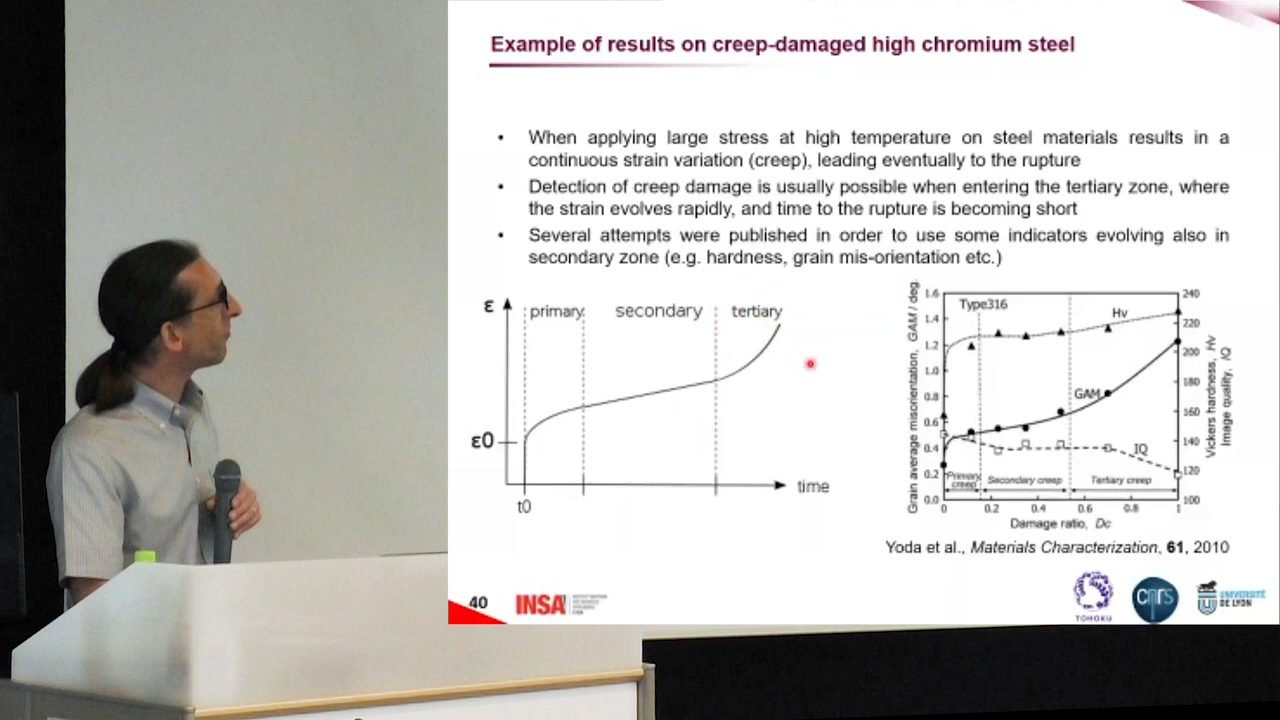 Example of results on creep-damaged high chromium steel
• When applying large stress at high temperature on steel materials results in a
continuous strain variation (creep), leading eventually to the rupture
• Detection of creep damage is usually possible when entering the tertiary zone, where
the strain evolves rapidly, and time to the rupture is becoming short
• Several attempts were published in order to use some indicators evolving also in
secondary zone (e.g. hardness, grain mis-orientation etc.)
ε
primary
secondary
tertiary
ε0
t0
time
Grain average misorientation, GAM / deg.
1.6
1.4
1.2
1.0
0.8
0.6
0.4
0.2
0.0
Type316
Hv
GAM
IQ
Primary
creep
Secondary creep
Tertiary creep
0
0.2
0.4
0.6
0.8
1
Damage ratio, Dc
240
220
200
180
160
140
120
100
Vickers hardness, Hv
Image quality, IQ
Yoda et al., Materials Characterization, 61, 2010
40
INSA
TOHOKU
cnrs
UNIVERSITÉ
DE LYON